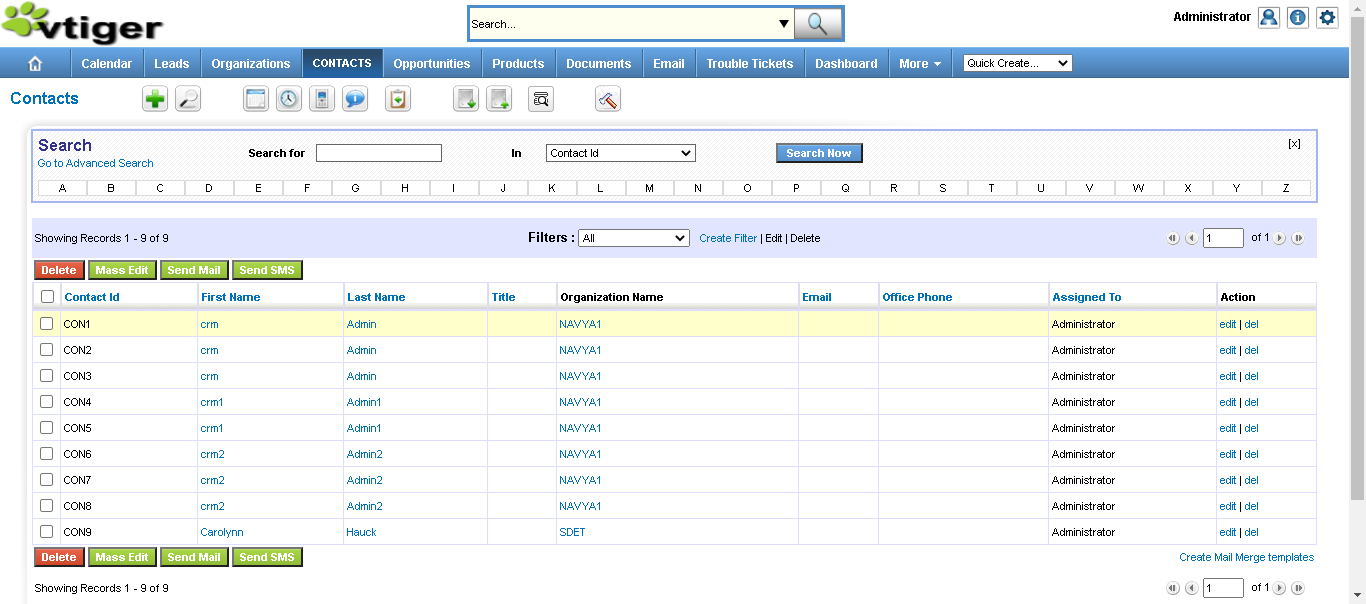 vtiger
Search...
Administrator
Calendar Leads Organizations CONTACTS Opportunities Products Documents Email Trouble Tickets Dashboard More Quick Create...
Contacts
Search
[x]
Go to Advanced Search
Search for In Contact Id Search Now
A B C D E F G H I J K L M N O P Q R S T U V W X Y Z
Showing Records 1 - 9 of 9 Filters : All Create Filter | Edit | Delete 1 of 1
Delete Mass Edit Send Mail Send SMS
Contact Id First Name Last Name Title Organization Name Email Office Phone Assigned To Action
CON1 crm Admin NAVYA1 Administrator edit | del
CON2 crm Admin NAVYA1 Administrator edit | del
CON3 crm Admin NAVYA1 Administrator edit | del
CON4 crm1 Admin1 NAVYA1 Administrator edit | del
CON5 crm1 Admin1 NAVYA1 Administrator edit | del
CON6 crm2 Admin2 NAVYA1 Administrator edit | del
CON7 crm2 Admin2 NAVYA1 Administrator edit | del
CON8 crm2 Admin2 NAVYA1 Administrator edit | del
CON9 Carolynn Hauck SDET Administrator edit | del
Delete Mass Edit Send Mail Send SMS Create Mail Merge templates
Showing Records 1 - 9 of 9 1 of 1